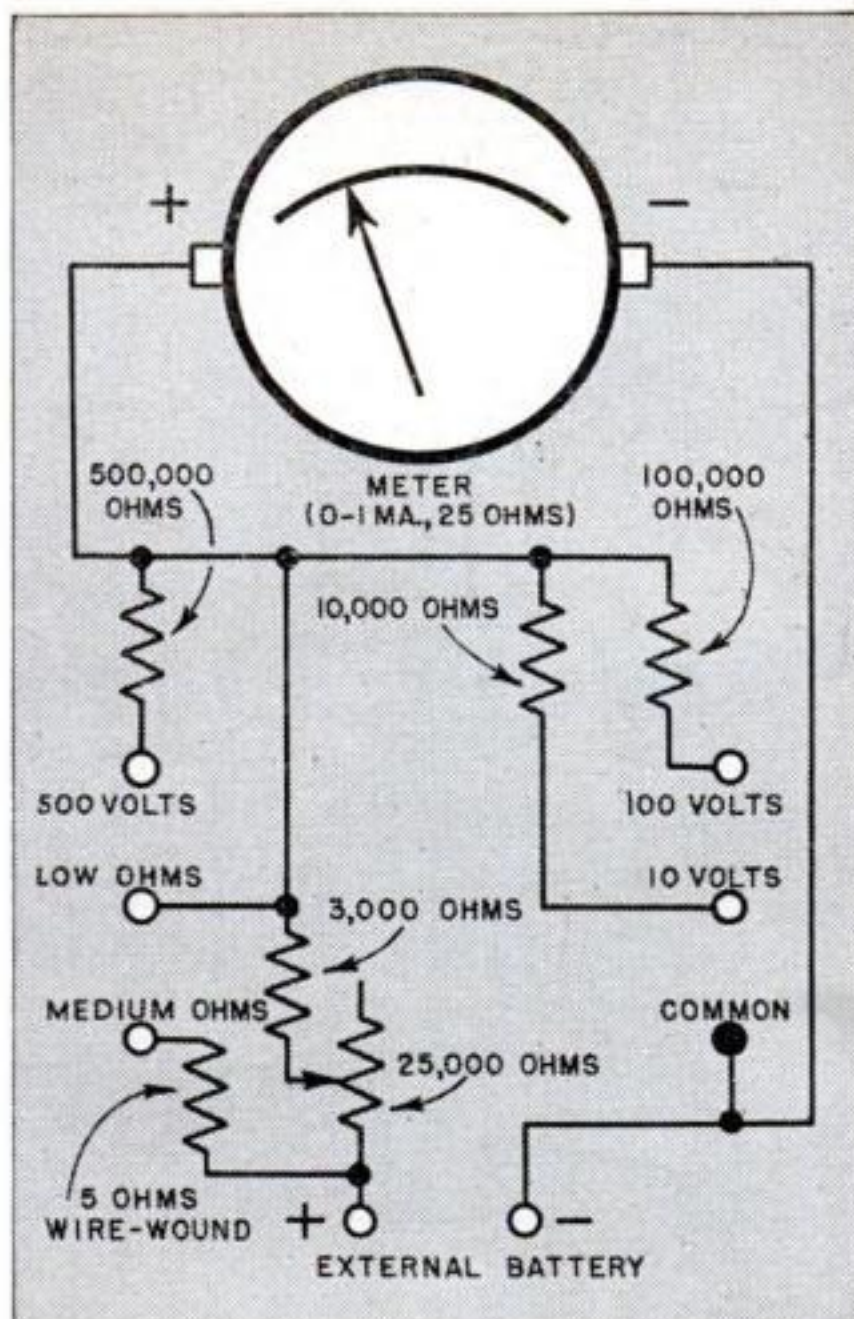 +
−
500,000
OHMS
METER
(0-1 MA., 25 OHMS)
100,000
OHMS
10,000 OHMS
500 VOLTS
100 VOLTS
LOW OHMS
10 VOLTS
3,000 OHMS
MEDIUM OHMS
COMMON
25,000 OHMS
5 OHMS
WIRE-WOUND
+
−
EXTERNAL BATTERY